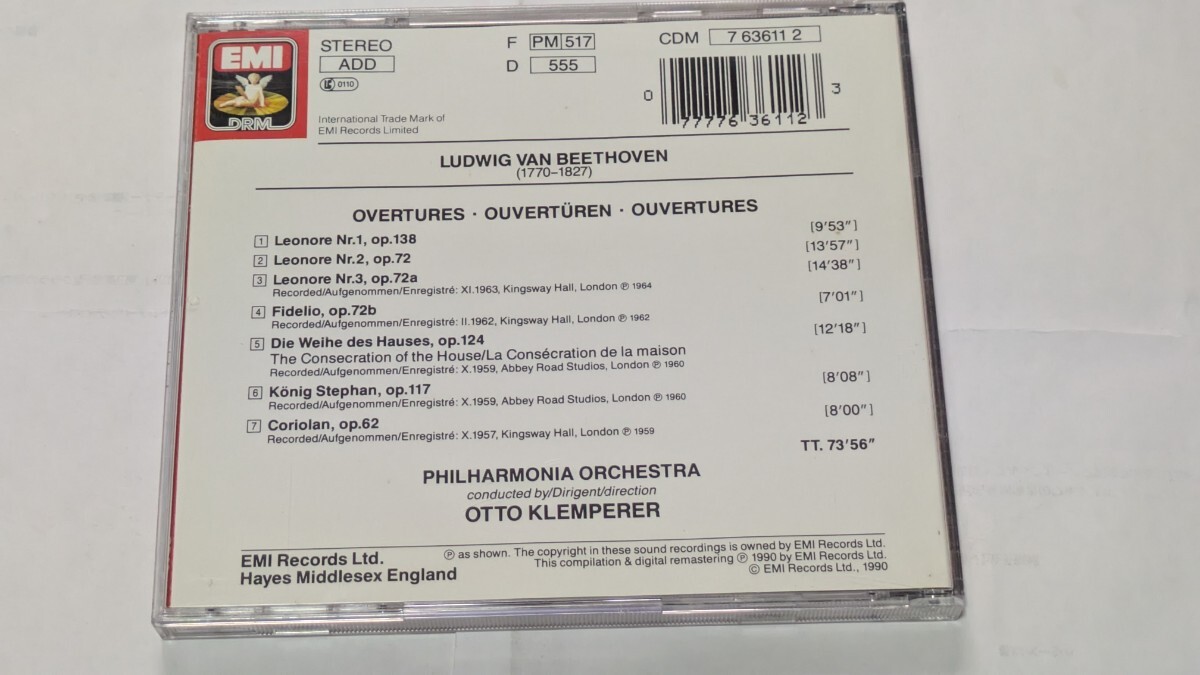 EMI
DRM
STEREO
ADD
LC 0110
F PM 517
D 555
CDM 7 63611 2
0 77776 36112 3
International Trade Mark of
EMI Records Limited
LUDWIG VAN BEETHOVEN
(1770–1827)
OVERTURES · OUVERTÜREN · OUVERTURES
1 Leonore Nr.1, op.138 [9'53"]
2 Leonore Nr.2, op.72 [13'57"]
3 Leonore Nr.3, op.72a [14'38"]
Recorded/Aufgenommen/Enregistré: XI.1963, Kingsway Hall, London ℗ 1964
4 Fidelio, op.72b [7'01"]
Recorded/Aufgenommen/Enregistré: II.1962, Kingsway Hall, London ℗ 1962
5 Die Weihe des Hauses, op.124 [12'18"]
The Consecration of the House/La Consécration de la maison
Recorded/Aufgenommen/Enregistré: X.1959, Abbey Road Studios, London ℗ 1960
6 König Stephan, op.117 [8'08"]
Recorded/Aufgenommen/Enregistré: X.1959, Abbey Road Studios, London ℗ 1960
7 Coriolan, op.62 [8'00"]
Recorded/Aufgenommen/Enregistré: X.1957, Kingsway Hall, London ℗ 1959
TT. 73'56"
PHILHARMONIA ORCHESTRA
conducted by/Dirigent/direction
OTTO KLEMPERER
EMI Records Ltd.
Hayes Middlesex England
℗ as shown. The copyright in these sound recordings is owned by EMI Records Ltd.
This compilation & digital remastering ℗ 1990 by EMI Records Ltd.
© EMI Records Ltd., 1990